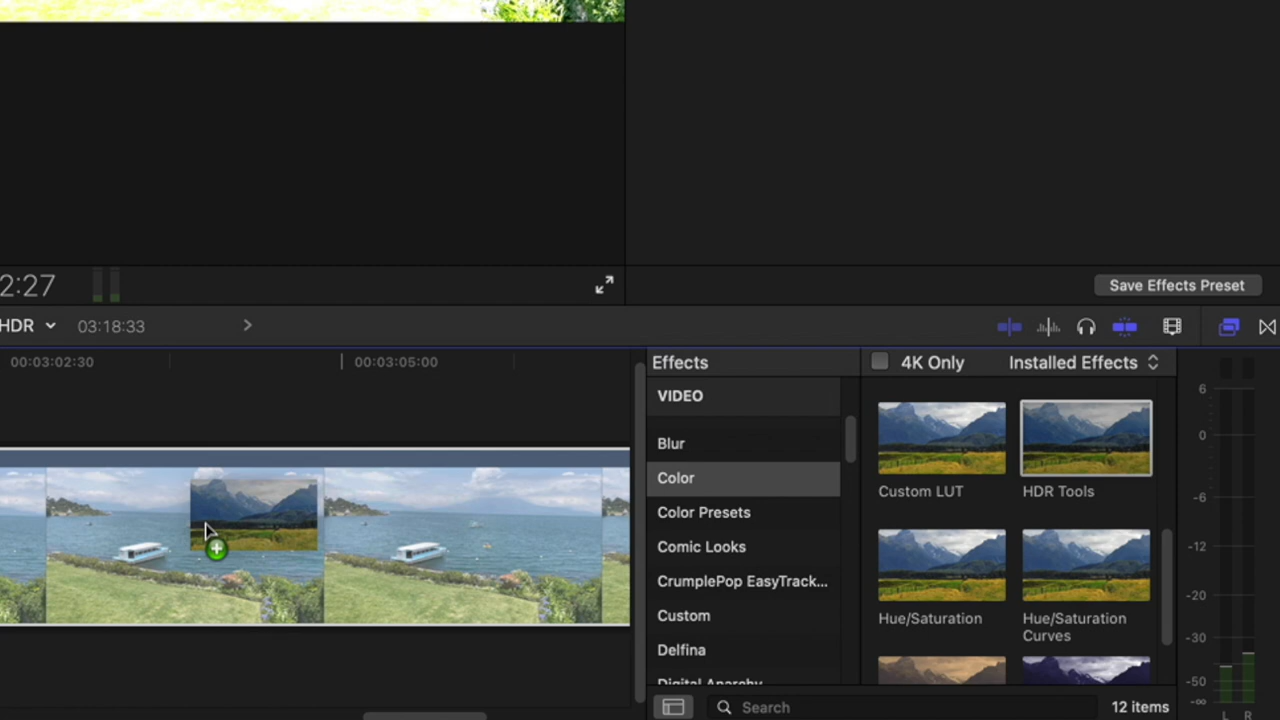 2:27
Save Effects Preset
HDR 03:18:33
00:03:02:30 00:03:05:00
Effects
4K Only Installed Effects
VIDEO
Blur
Color
Color Presets
Comic Looks
CrumplePop EasyTrack...
Custom
Delfina
Digital Anarchy
Custom LUT HDR Tools
Hue/Saturation Hue/Saturation
Curves
Search 12 items
6
0
-6
-12
-20
-30
-50
-∞
L R